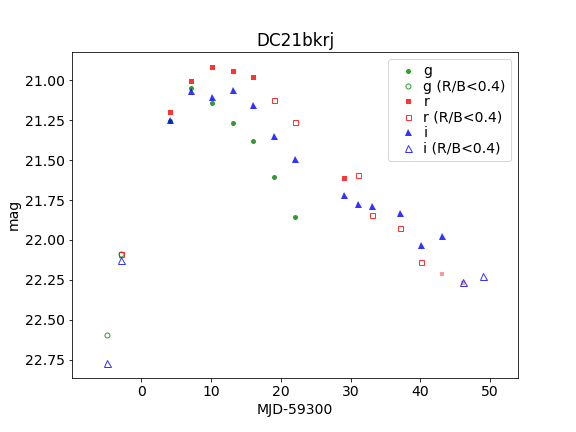 DC21bkrj
g
g (R/B<0.4)
r
r (R/B<0.4)
i
i (R/B<0.4)
mag
21.00
21.25
21.50
21.75
22.00
22.25
22.50
22.75
0 10 20 30 40 50
MJD-59300